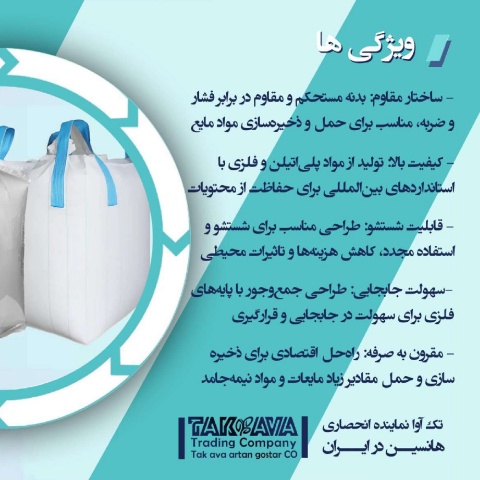 ویژگی ها
- ساختار مقاوم: بدنه مستحکم و مقاوم در برابر فشار
و ضربه، مناسب برای حمل و ذخیره‌سازی مواد مایع
- کیفیت بالا: تولید از مواد پلی‌اتیلن و فلزی با
استانداردهای بین‌المللی برای حفاظت از محتویات
- قابلیت شستشو: طراحی مناسب برای شستشو و
استفاده مجدد، کاهش هزینه‌ها و تاثیرات محیطی
-سهولت جابجایی: طراحی جمع‌وجور با پایه‌های
فلزی برای سهولت در جابجایی و قرارگیری
- مقرون به صرفه: راه‌حل اقتصادی برای ذخیره
سازی و حمل مقادیر زیاد مایعات و مواد نیمه‌جامد
تک آوا نماینده انحصاری
هانسین در ایران
TAK AVA
Trading Company
Tak ava artan gostar CO